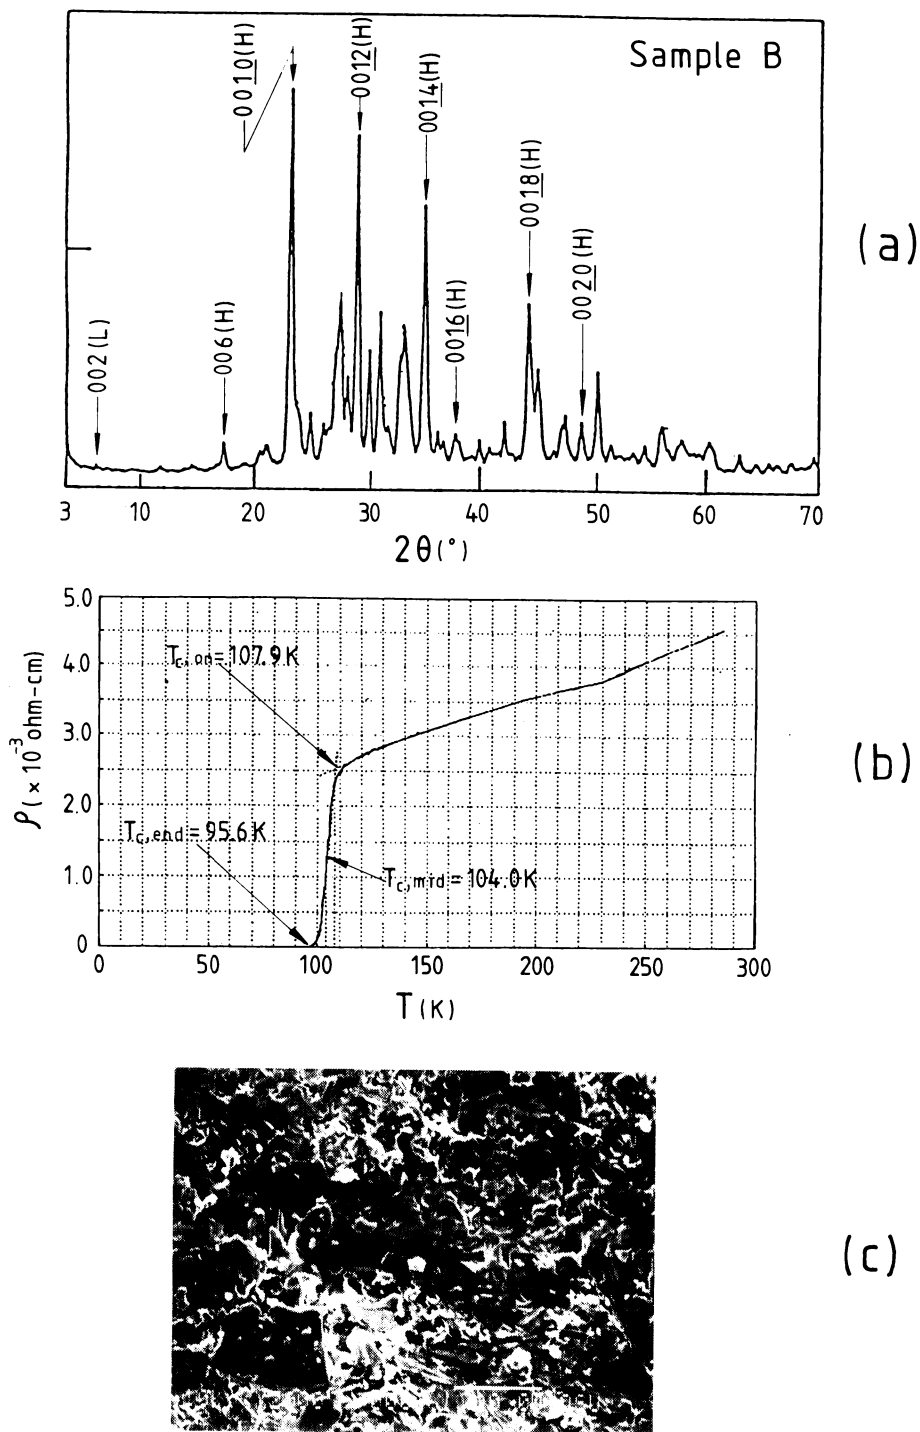 Sample B
002(L)
006(H)
0010(H)
0012(H)
0014(H)
0016(H)
0018(H)
0020(H)
3 10 20 30 40 50 60 70
2θ(°)
(a)
5.0
4.0
3.0
2.0
1.0
0
ρ(×10⁻³ ohm-cm)
Tc,on=107.9K
Tc,end=95.6K
Tc,mid=104.0K
0 50 100 150 200 250 300
T(K)
(b)
(c)